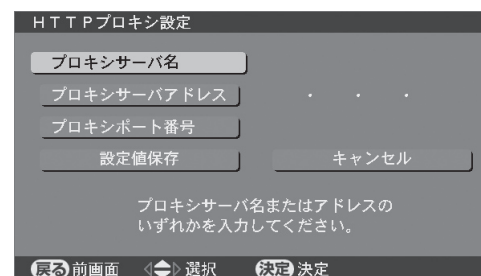 HTTPプロキシ設定
プロキシサーバ名
プロキシサーバアドレス . . .
プロキシポート番号
設定値保存 キャンセル
プロキシサーバ名またはアドレスの
いずれかを入力してください。
戻る 前画面 選択 決定 決定